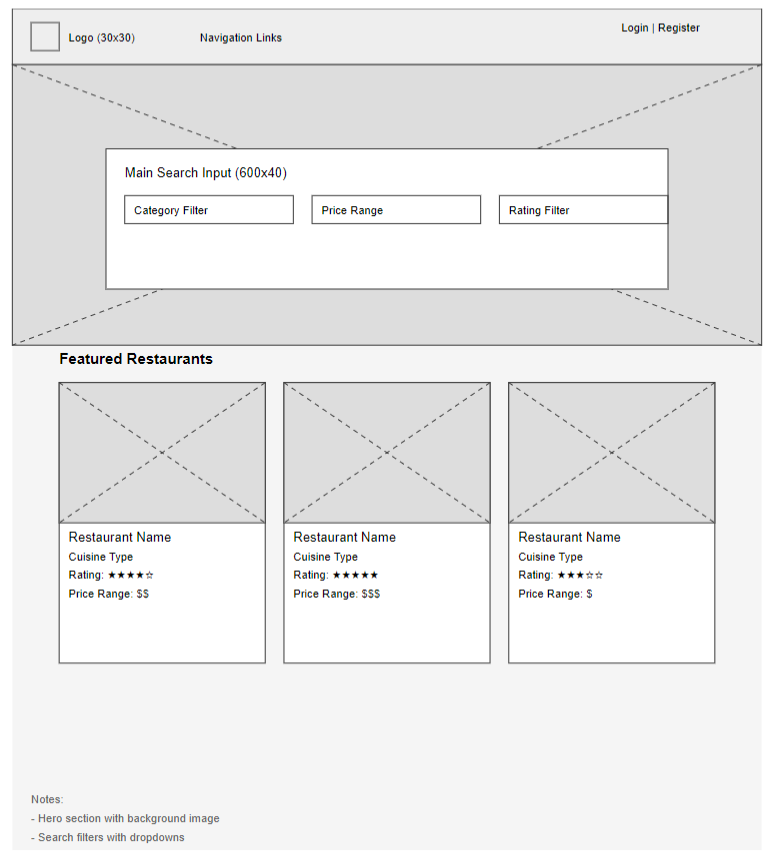 Logo (30x30) Navigation Links Login | Register
Main Search Input (600x40)
Category Filter Price Range Rating Filter
Featured Restaurants
Restaurant Name Restaurant Name Restaurant Name
Cuisine Type Cuisine Type Cuisine Type
Rating: ★★★★☆ Rating: ★★★★★ Rating: ★★★☆☆
Price Range: $$ Price Range: $$$ Price Range: $
Notes:
- Hero section with background image
- Search filters with dropdowns